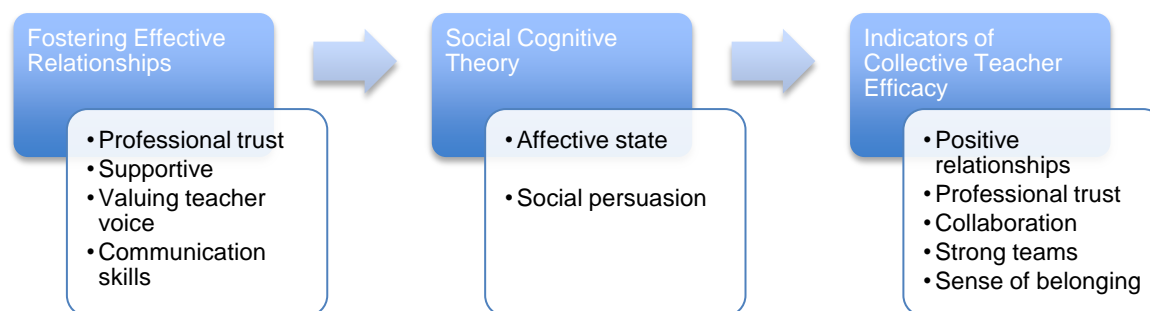 Fostering Effective
Relationships
• Professional trust
• Supportive
• Valuing teacher
voice
• Communication
skills
Social Cognitive
Theory
• Affective state
• Social persuasion
Indicators of
Collective Teacher
Efficacy
• Positive
relationships
• Professional trust
• Collaboration
• Strong teams
• Sense of belonging